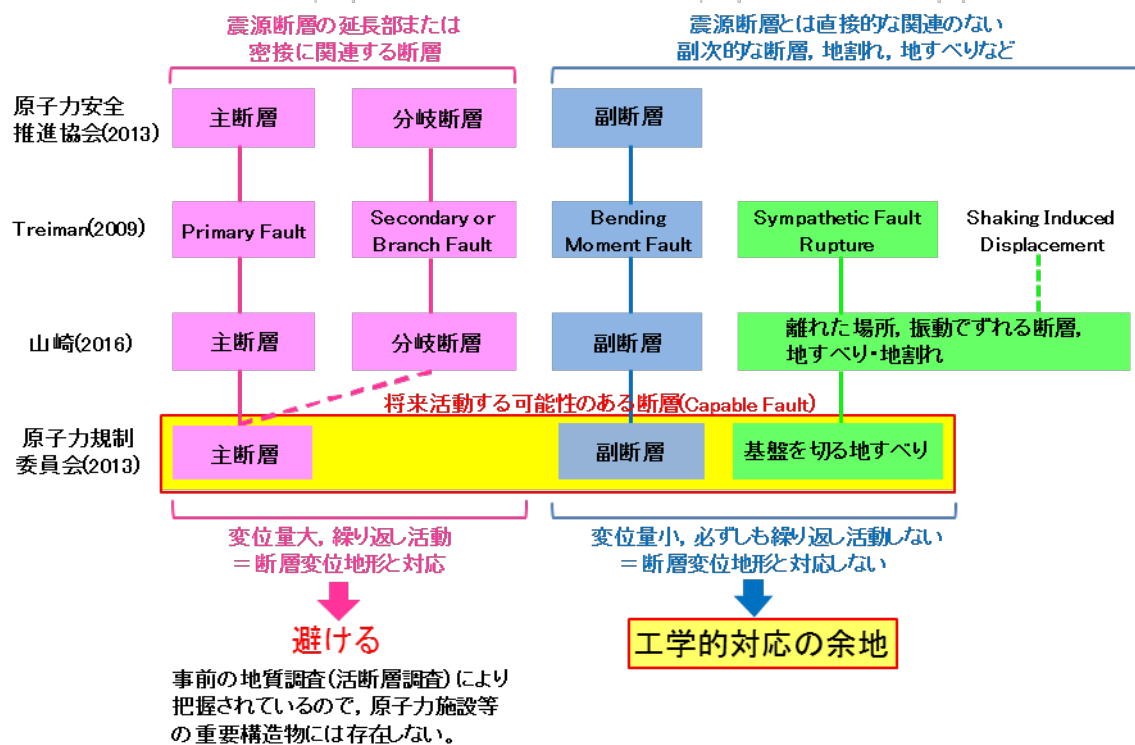 震源断層の延長部または
密接に関連する断層
震源断層とは直接的な関連のない
副次的な断層, 地割れ, 地すべりなど
原子力安全
推進協会(2013)
主断層
分岐断層
副断層
Treiman(2009)
Primary Fault
Secondary or
Branch Fault
Bending
Moment Fault
Sympathetic Fault
Rupture
Shaking Induced
Displacement
山崎(2016)
主断層
分岐断層
副断層
離れた場所, 振動でずれる断層,
地すべり・地割れ
将来活動する可能性のある断層(Capable Fault)
原子力規制
委員会(2013)
主断層
副断層
基盤を切る地すべり
変位量大, 繰り返し活動
＝断層変位地形と対応
変位量小, 必ずしも繰り返し活動しない
＝断層変位地形と対応しない
避ける
工学的対応の余地
事前の地質調査(活断層調査)により
把握されているので, 原子力施設等
の重要構造物には存在しない。